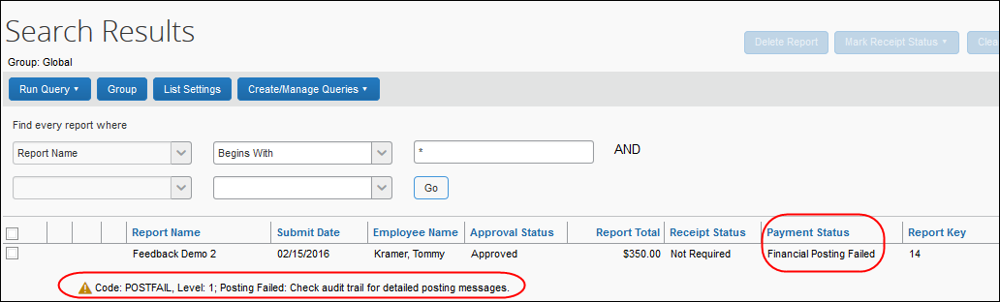 Search Results
Delete Report Mark Receipt Status Clea
Group: Global
Run Query Group List Settings Create/Manage Queries
Find every report where
Report Name Begins With * AND
Go
Report Name Submit Date Employee Name Approval Status Report Total Receipt Status Payment Status Report Key
Feedback Demo 2 02/15/2016 Kramer, Tommy Approved $350.00 Not Required Financial Posting Failed 14
Code: POSTFAIL, Level: 1; Posting Failed: Check audit trail for detailed posting messages.